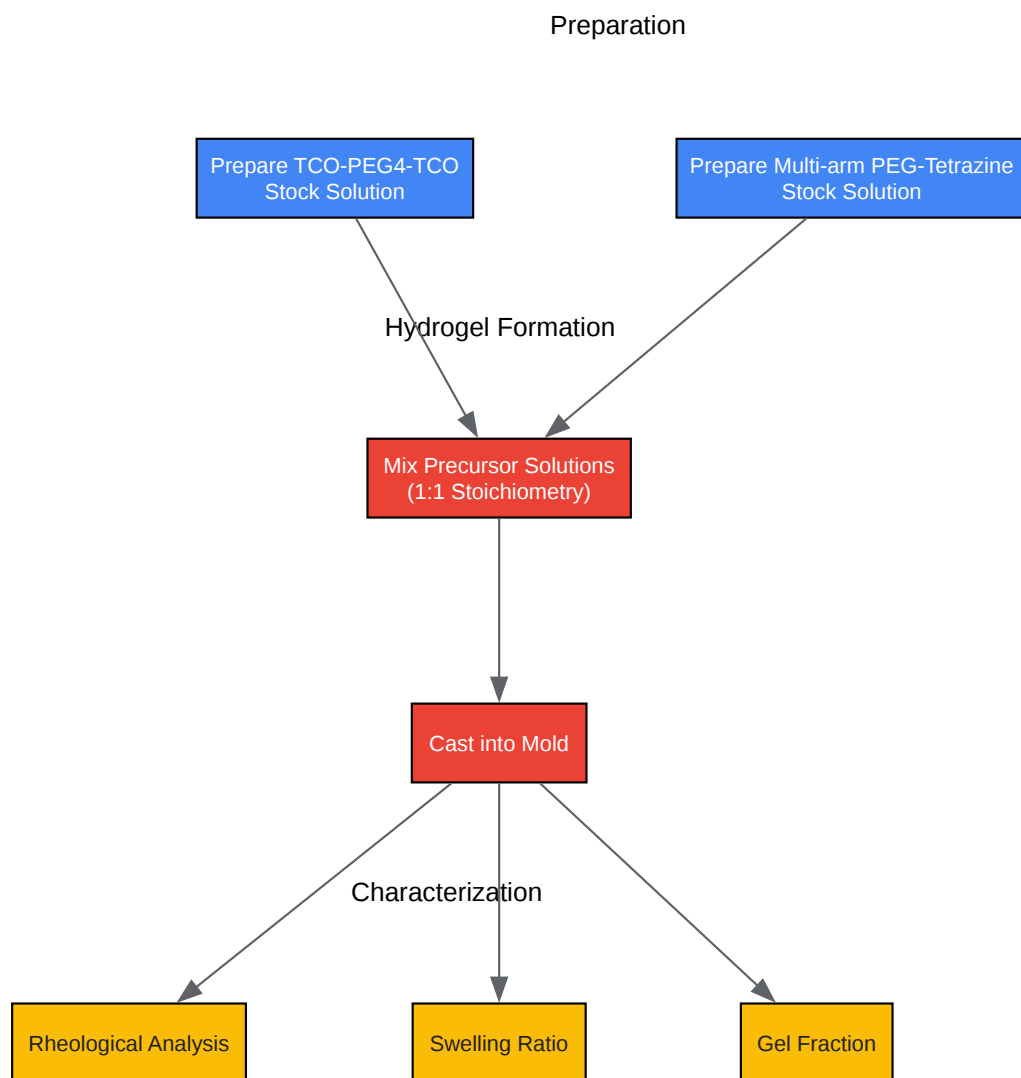 Preparation
Prepare TCO-PEG4-TCO
Stock Solution
Prepare Multi-arm PEG-Tetrazine
Stock Solution
Hydrogel Formation
Mix Precursor Solutions
(1:1 Stoichiometry)
Cast into Mold
Characterization
Rheological Analysis
Swelling Ratio
Gel Fraction